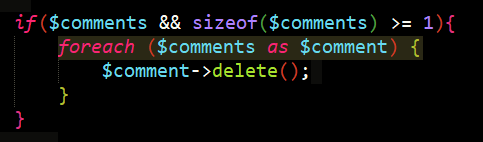 if($comments && sizeof($comments) >= 1){
foreach ($comments as $comment) {
$comment->delete();
}
}